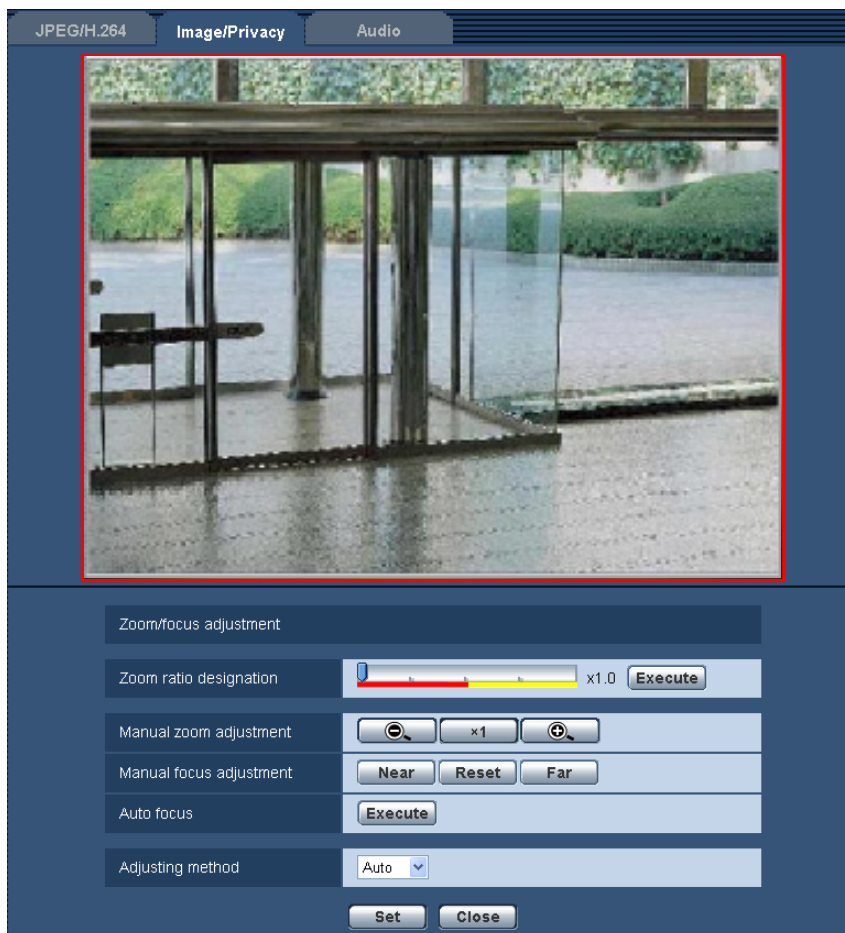 JPEG/H.264 Image/Privacy Audio
Zoom/focus adjustment
Zoom ratio designation x1.0 Execute
Manual zoom adjustment ×1
Manual focus adjustment Near Reset Far
Auto focus Execute
Adjusting method Auto
Set Close